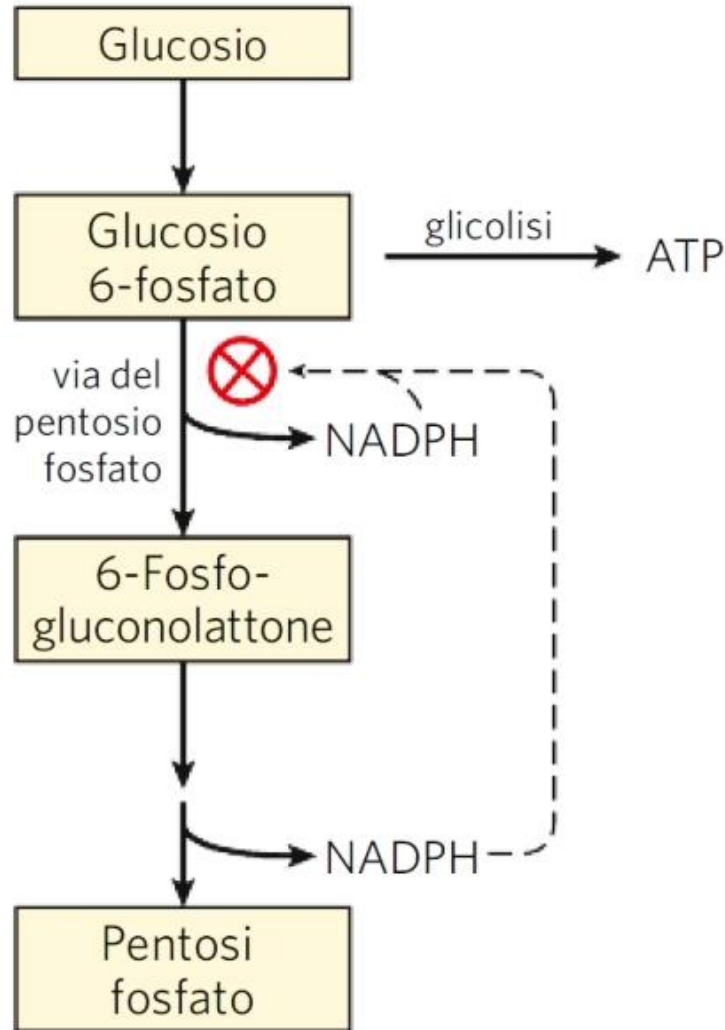 Glucosio
Glucosio
6-fosfato
glicolisi
ATP
via del
pentosio
fosfato
NADPH
6-Fosfo-
gluconolattone
NADPH
Pentosi
fosfato